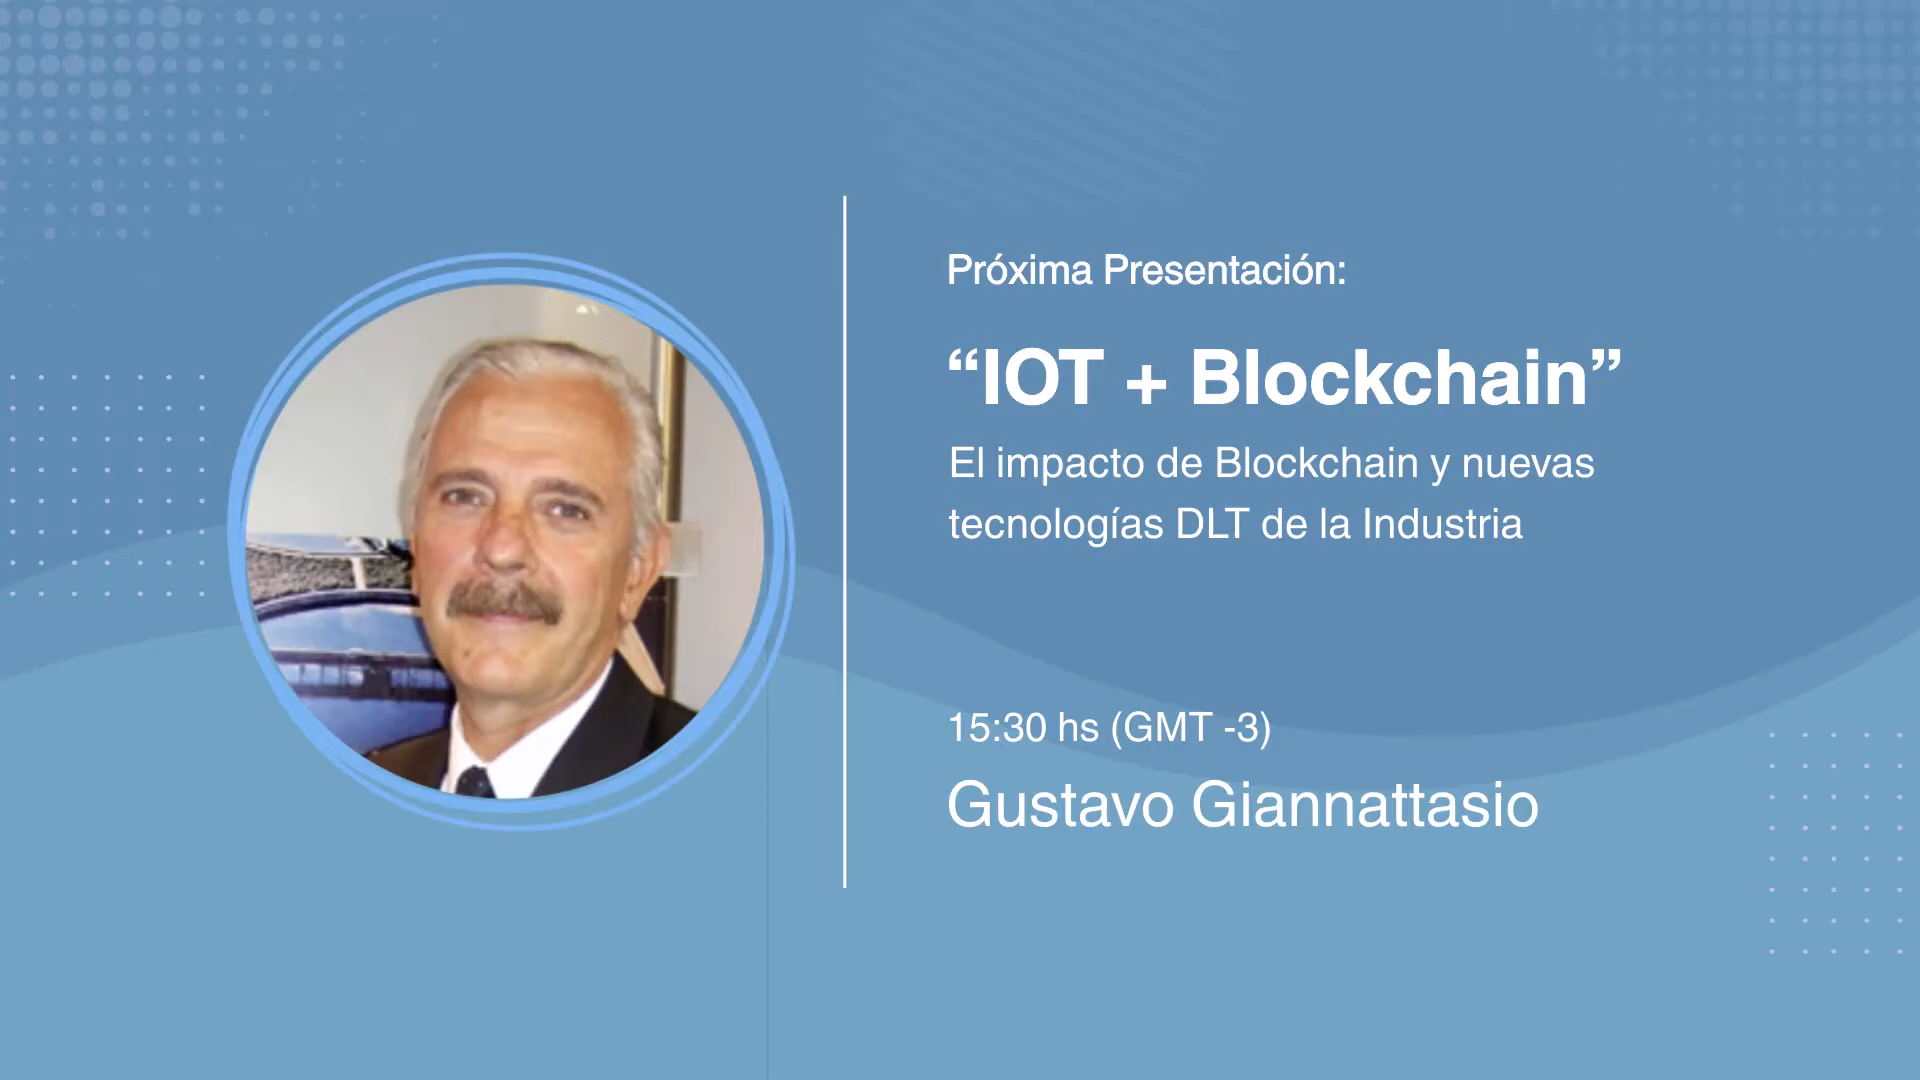 Próxima Presentación:
“IOT + Blockchain”
El impacto de Blockchain y nuevas
tecnologías DLT de la Industria
15:30 hs (GMT -3)
Gustavo Giannattasio